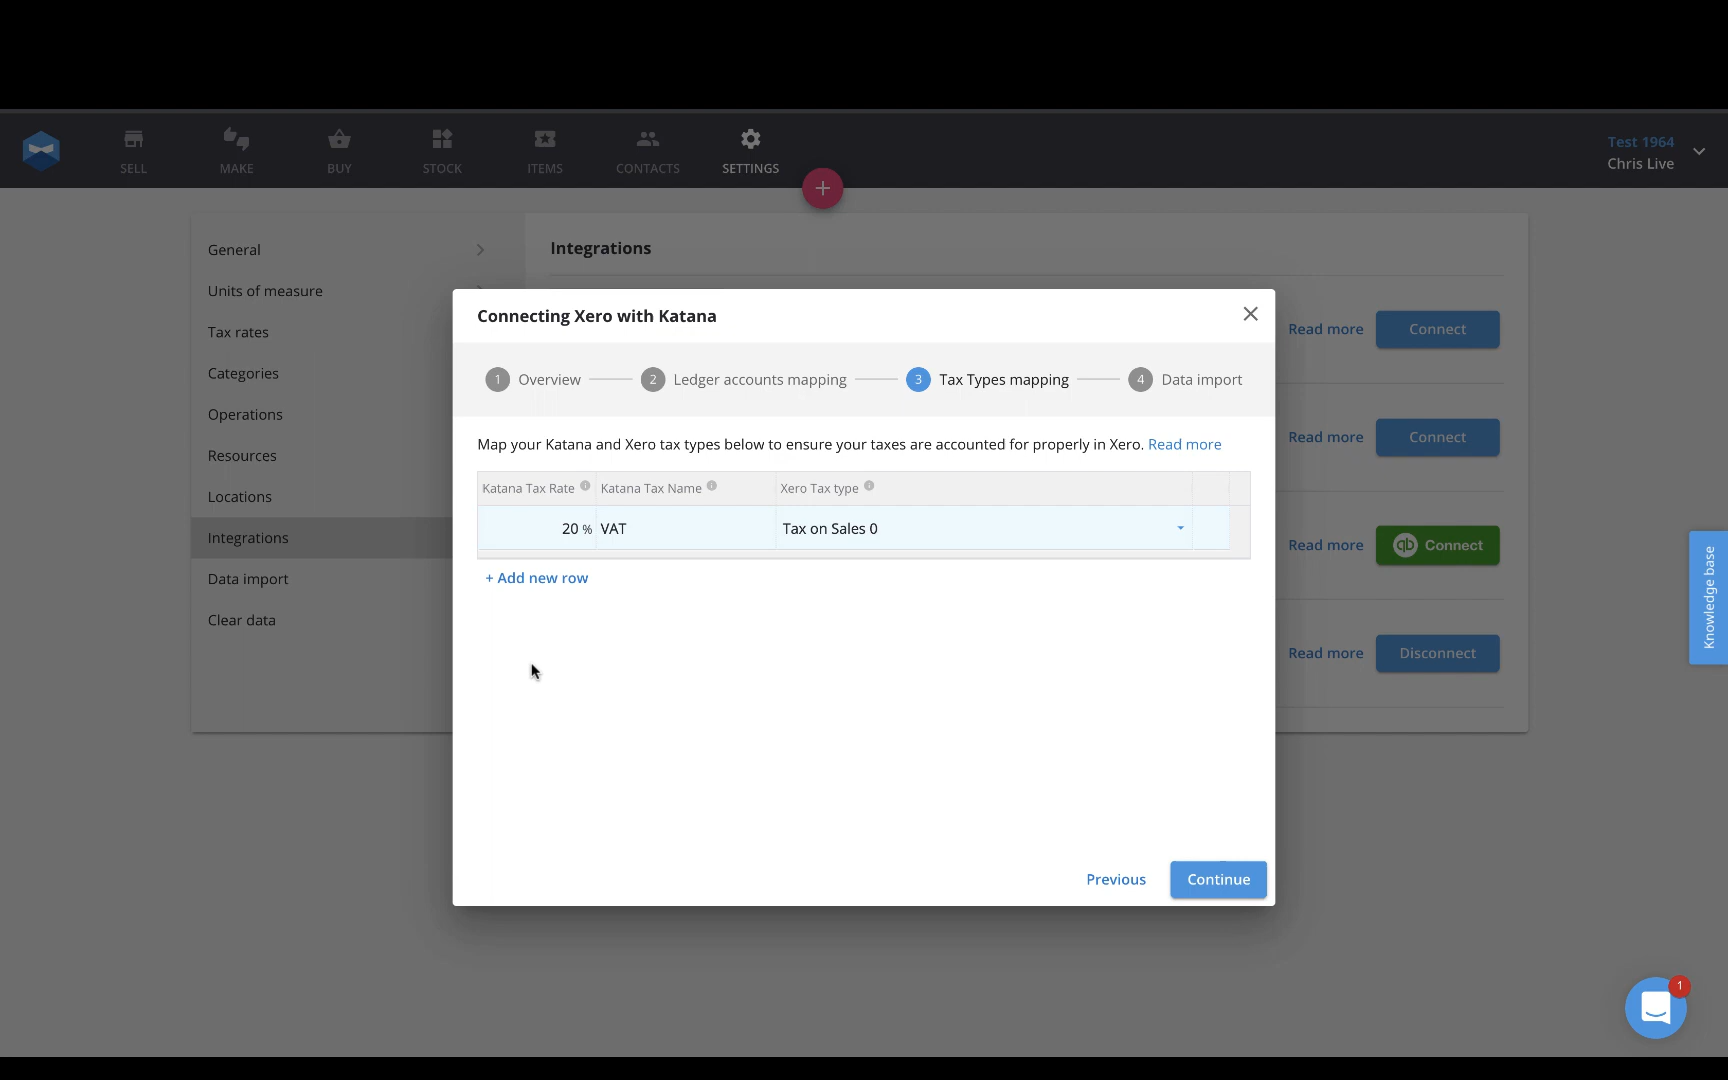 SELL
MAKE
BUY
STOCK
ITEMS
CONTACTS
SETTINGS
Test 1964
Chris Live
+
General
Units of measure
Tax rates
Categories
Operations
Resources
Locations
Integrations
Data import
Clear data
Integrations
Read more Connect
Read more Connect
Read more qb Connect
Read more Disconnect
Connecting Xero with Katana
1 Overview 2 Ledger accounts mapping 3 Tax Types mapping 4 Data import
Map your Katana and Xero tax types below to ensure your taxes are accounted for properly in Xero. Read more
Katana Tax Rate Katana Tax Name Xero Tax type
20 % VAT Tax on Sales 0
+ Add new row
Previous Continue
Knowledge base
1